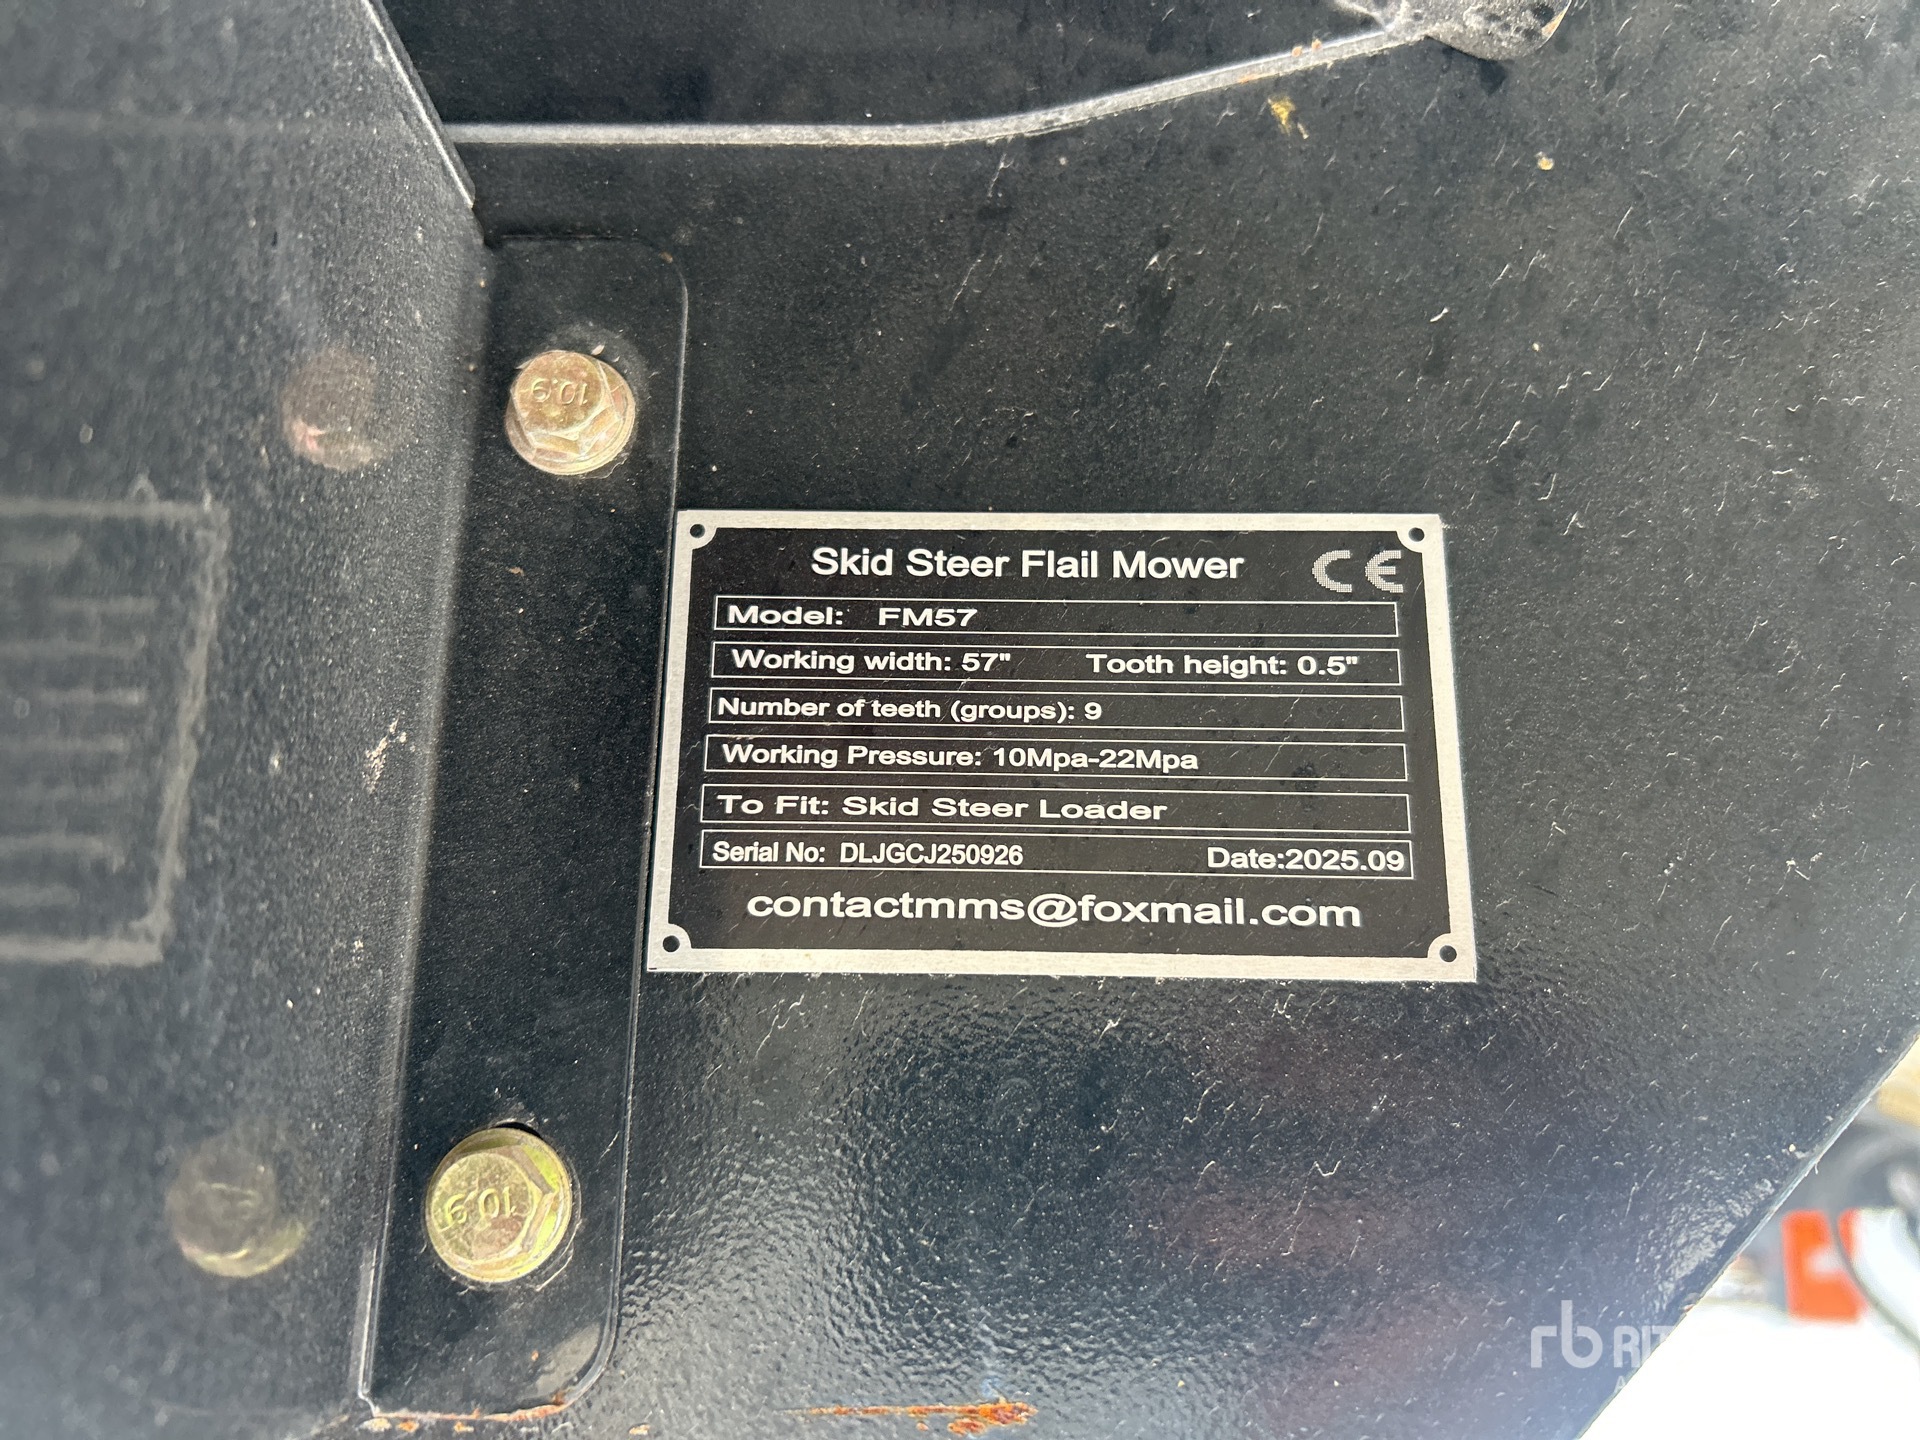 10.9
Skid Steer Flail Mower CE
Model: FM57
Working width: 57" Tooth height: 0.5"
Number of teeth (groups): 9
Working Pressure: 10Mpa-22Mpa
To Fit: Skid Steer Loader
Serial No: DLJGCJ250926 Date:2025.09
contactmms@foxmail.com
10.9
rb RIT